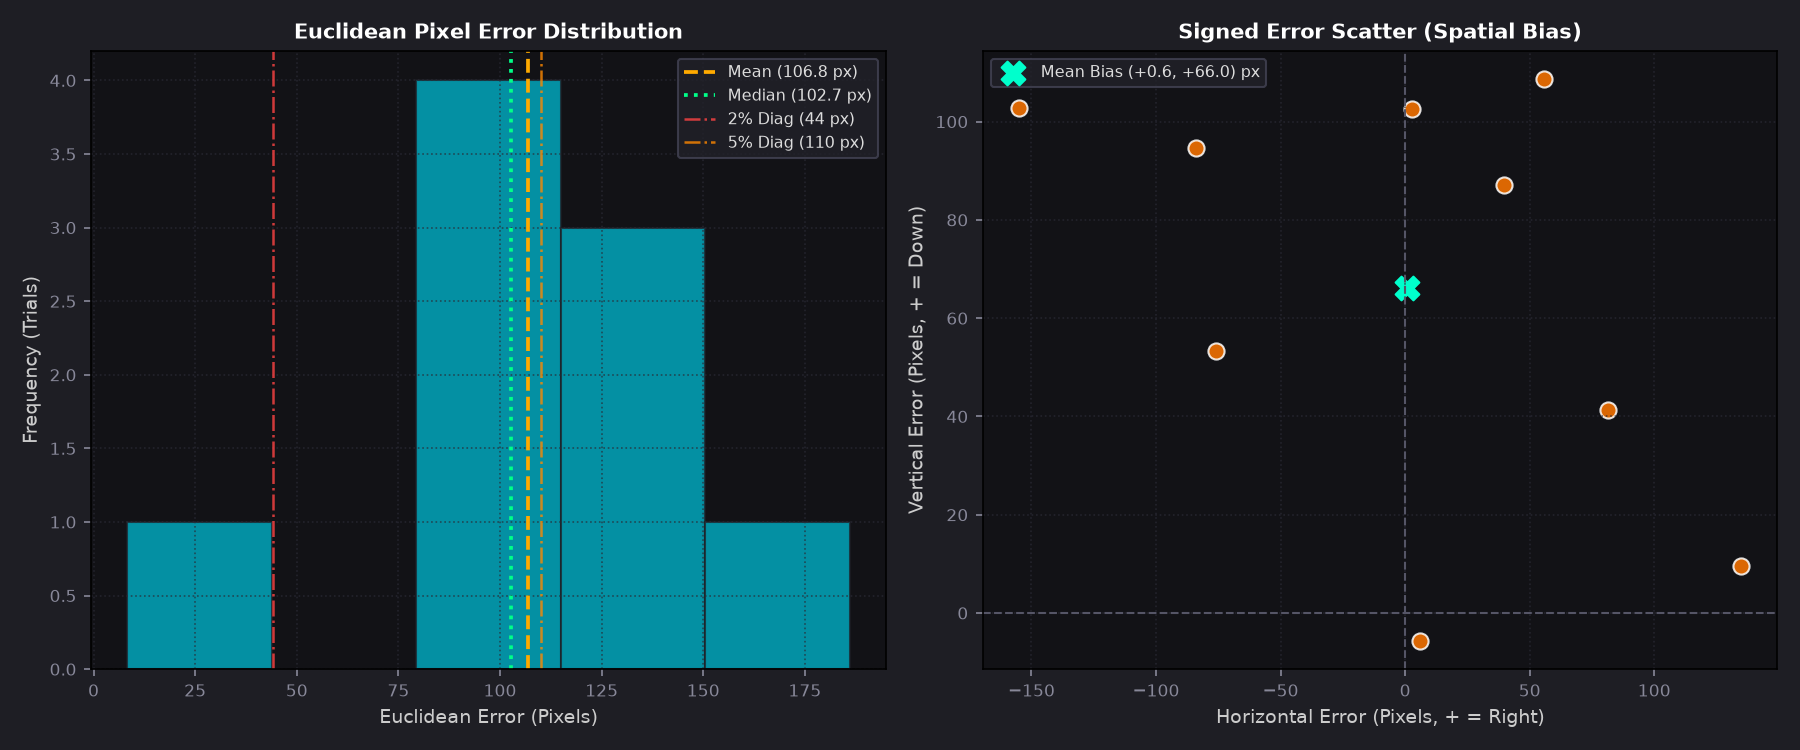 Euclidean Pixel Error Distribution
Mean (106.8 px)
Median (102.7 px)
2% Diag (44 px)
5% Diag (110 px)
Frequency (Trials)
4.0
3.5
3.0
2.5
2.0
1.5
1.0
0.5
0.0
0 25 50 75 100 125 150 175
Euclidean Error (Pixels)
Signed Error Scatter (Spatial Bias)
Mean Bias (+0.6, +66.0) px
Vertical Error (Pixels, + = Down)
100
80
60
40
20
0
−150 −100 −50 0 50 100
Horizontal Error (Pixels, + = Right)